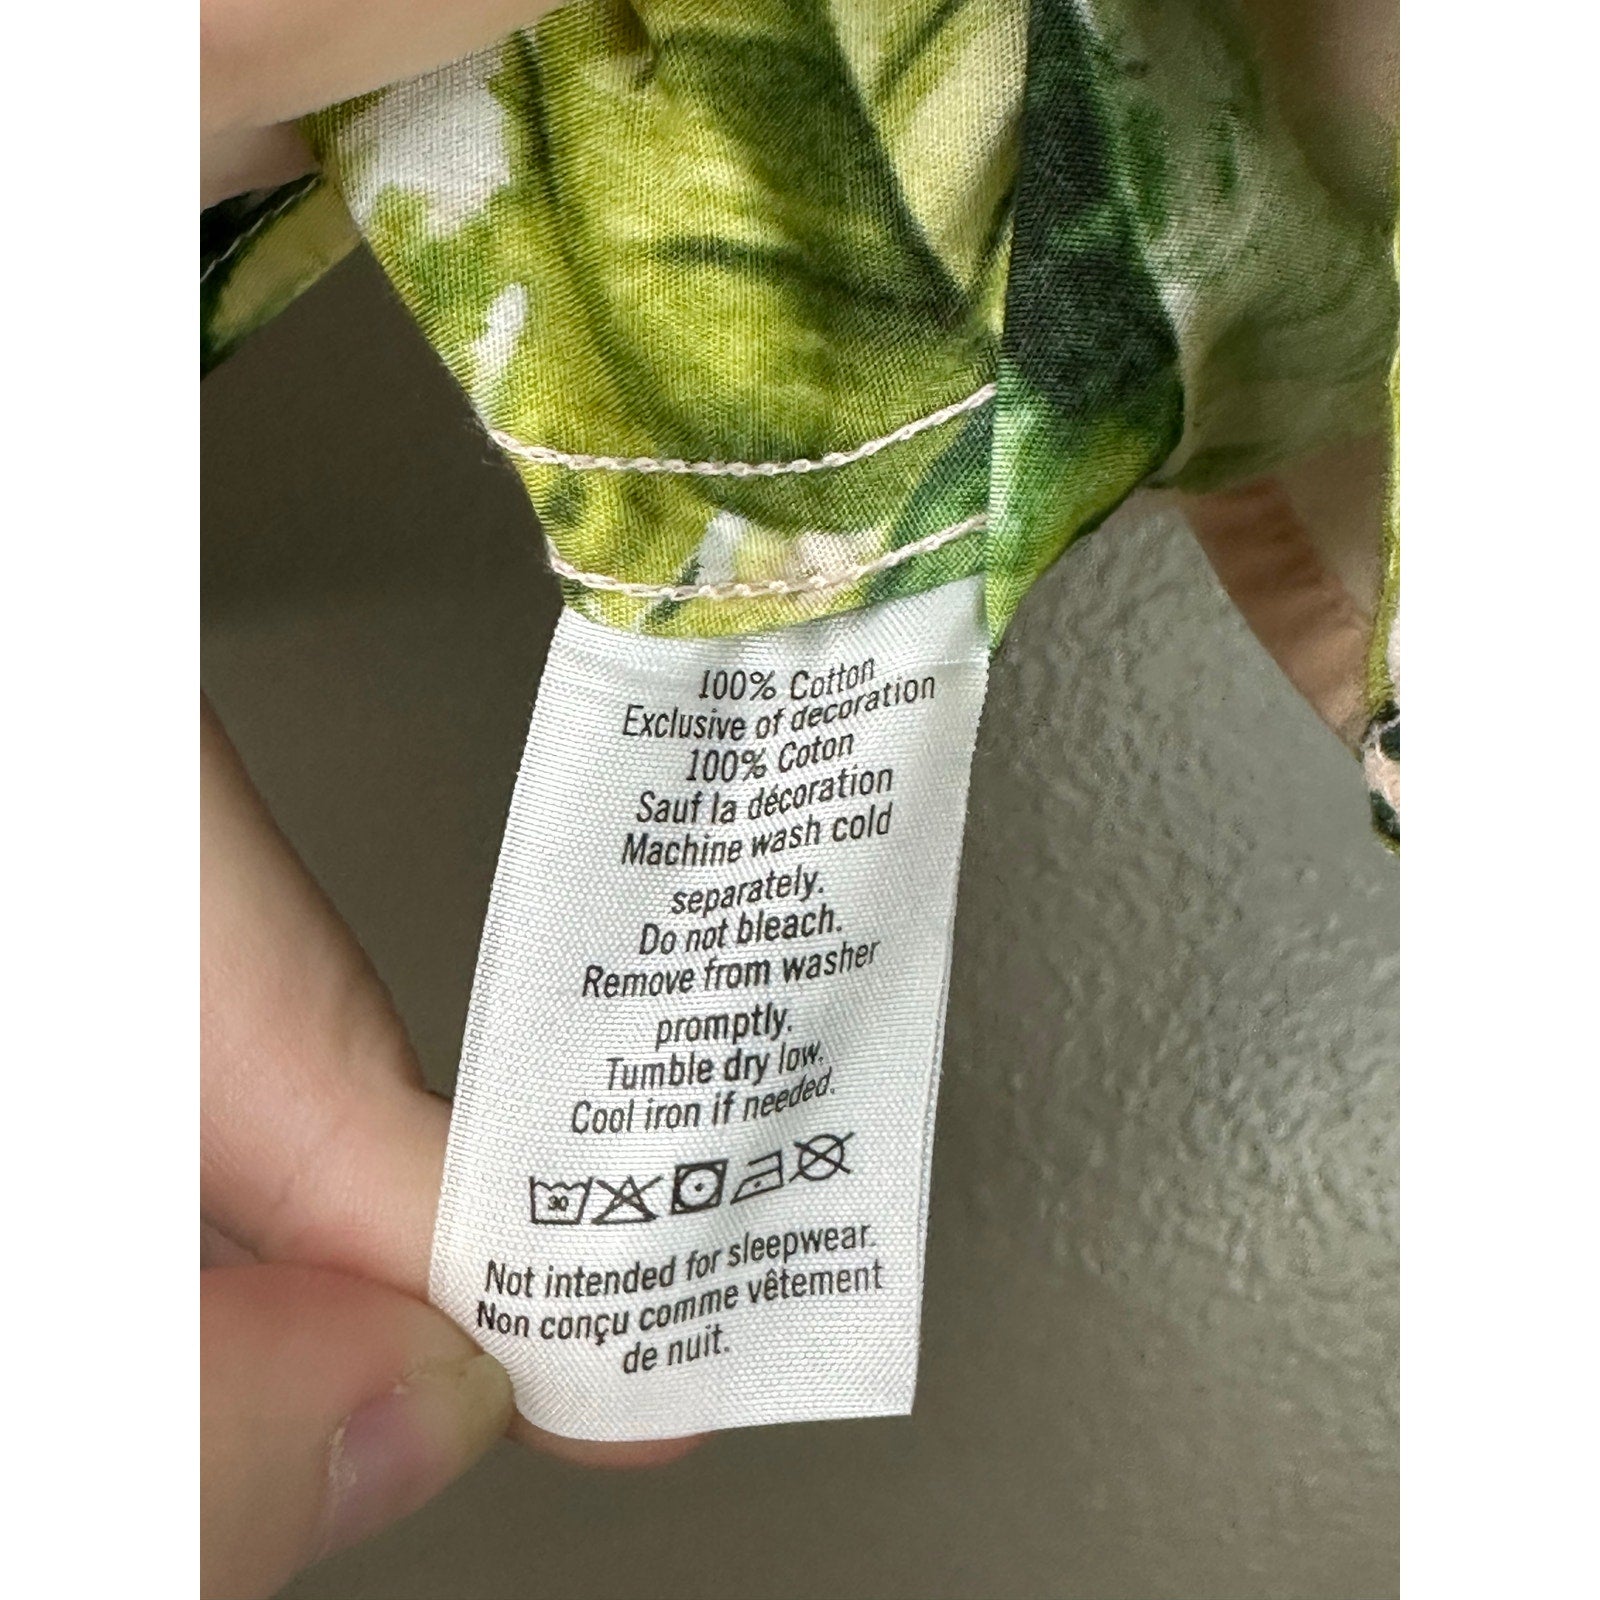 100% Cotton
Exclusive of decoration
100% Coton
Sauf la décoration
Machine wash cold
separately.
Do not bleach.
Remove from washer
promptly.
Tumble dry low.
Cool iron if needed.
30
Not intended for sleepwear.
Non conçu comme vêtement
de nuit.